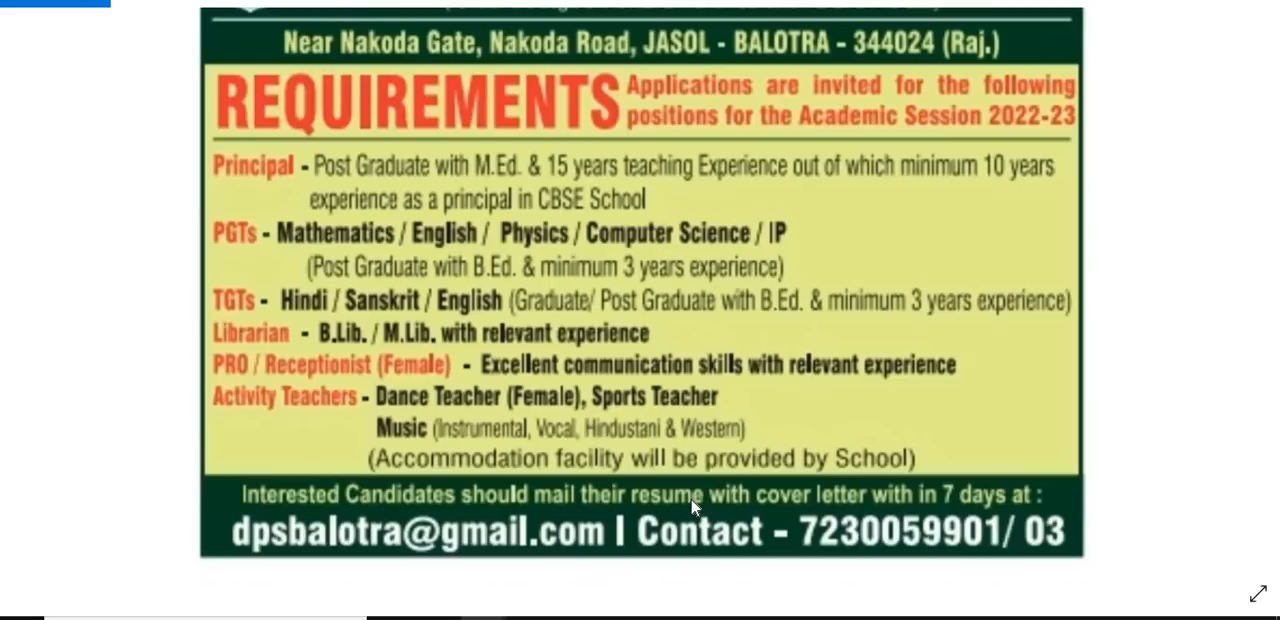 Near Nakoda Gate, Nakoda Road, JASOL - BALOTRA - 344024 (Raj.)
REQUIREMENTS Applications are invited for the following
positions for the Academic Session 2022-23
Principal - Post Graduate with M.Ed. & 15 years teaching Experience out of which minimum 10 years
experience as a principal in CBSE School
PGTs - Mathematics / English / Physics / Computer Science / IP
(Post Graduate with B.Ed. & minimum 3 years experience)
TGTs - Hindi / Sanskrit / English (Graduate/ Post Graduate with B.Ed. & minimum 3 years experience)
Librarian - B.Lib. / M.Lib. with relevant experience
PRO / Receptionist (Female) - Excellent communication skills with relevant experience
Activity Teachers - Dance Teacher (Female), Sports Teacher
Music (Instrumental, Vocal, Hindustani & Western)
(Accommodation facility will be provided by School)
Interested Candidates should mail their resume with cover letter with in 7 days at :
dpsbalotra@gmail.com I Contact - 7230059901/ 03